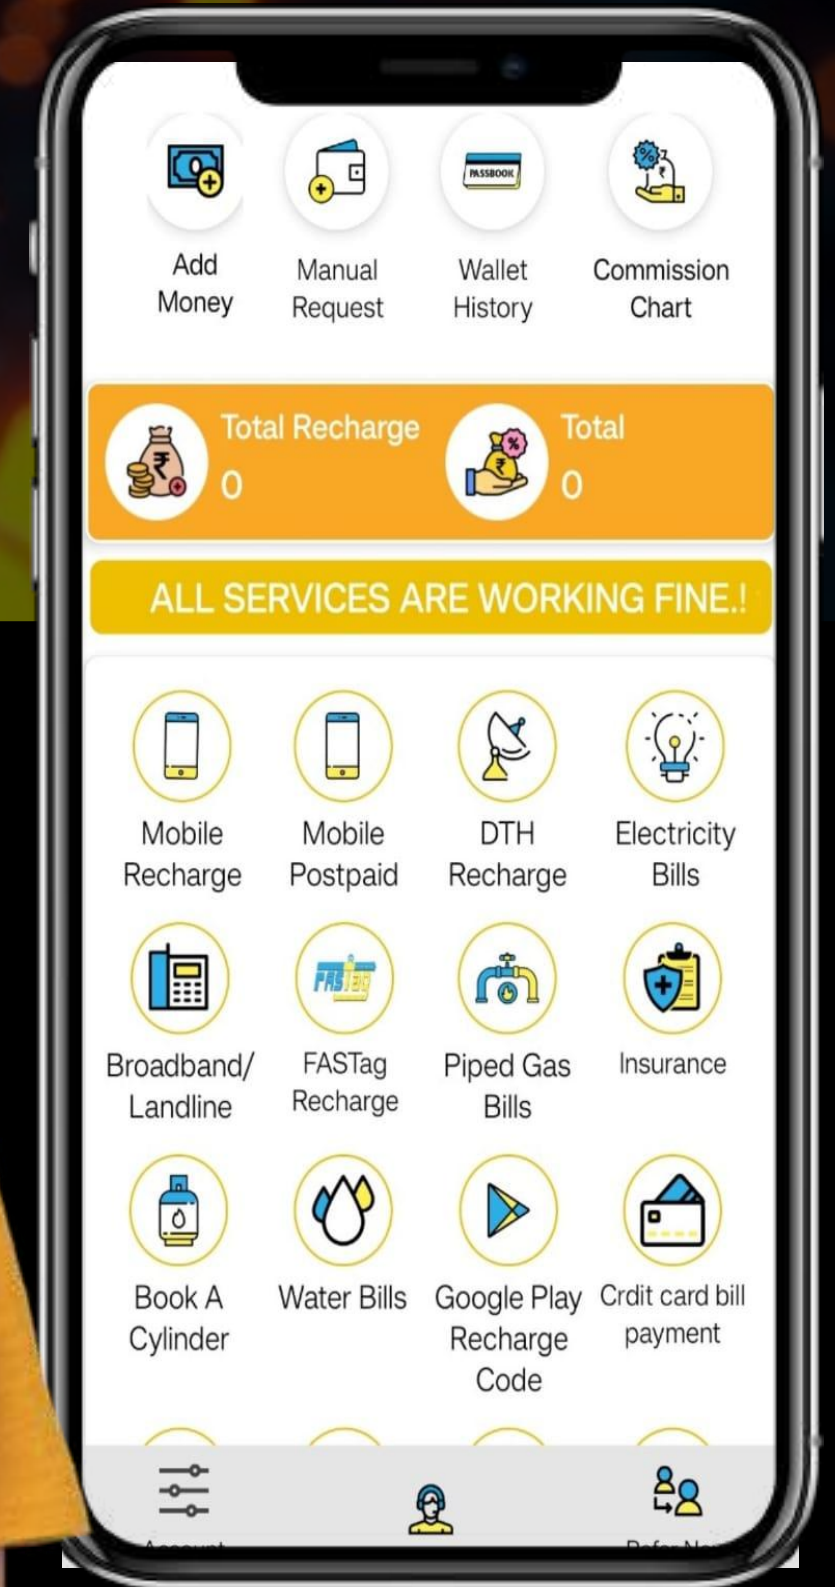 PASSBOOK
Add
Money
Manual
Request
Wallet
History
Commission
Chart
Total Recharge
0
Total
0
ALL SERVICES ARE WORKING FINE.!
Mobile
Recharge
Mobile
Postpaid
DTH
Recharge
Electricity
Bills
FASTag
Broadband/
Landline
FASTag
Recharge
Piped Gas
Bills
Insurance
Book A
Cylinder
Water Bills
Google Play
Recharge
Code
Crdit card bill
payment